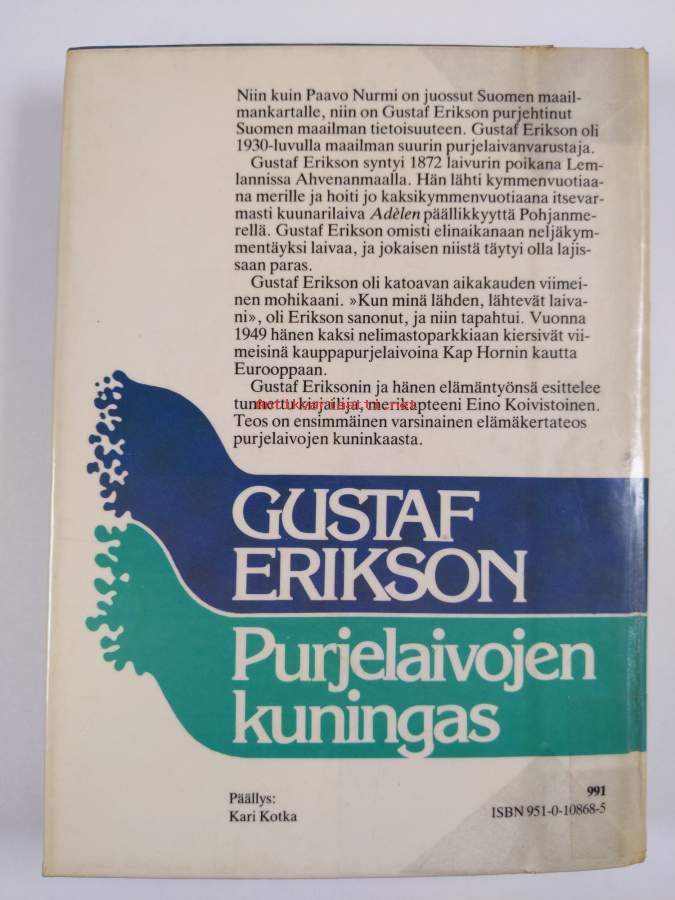 Niin kuin Paavo Nurmi on juossut Suomen maail-
mankartalle, niin on Gustaf Erikson purjehtinut
Suomen maailman tietoisuuteen. Gustaf Erikson oli
1930-luvulla maailman suurin purjelaivanvarustaja.
Gustaf Erikson syntyi 1872 laivurin poikana Lem-
lannissa Ahvenanmaalla. Hän lähti kymmenvuotiaa-
na merille ja hoiti jo kaksikymmenvuotiaana itsevar-
masti kuunarilaiva Adèlen päällikkyyttä Pohjanme-
rellä. Gustaf Erikson omisti elinaikanaan neljäkym-
mentäyksi laivaa, ja jokaisen niistä täytyi olla lajis-
saan paras.
Gustaf Erikson oli katoavan aikakauden viimei-
nen mohikaani. »Kun minä lähden, lähtevät laiva-
ni», oli Erikson sanonut, ja niin tapahtui. Vuonna
1949 hänen kaksi nelimastoparkkiaan kiersivät vii-
meisinä kauppapurjelaivoina Kap Hornin kautta
Eurooppaan.
Gustaf Eriksonin ja hänen elämäntyönsä esittelee
tunnettu kirjailija, merikapteeni Eino Koivistoinen.
Teos on ensimmäinen varsinainen elämäkertateos
purjelaivojen kuninkaasta.
GUSTAF
ERIKSON
Purjelaivojen
kuningas
Päällys:
Kari Kotka
991
ISBN 951-0-10868-5